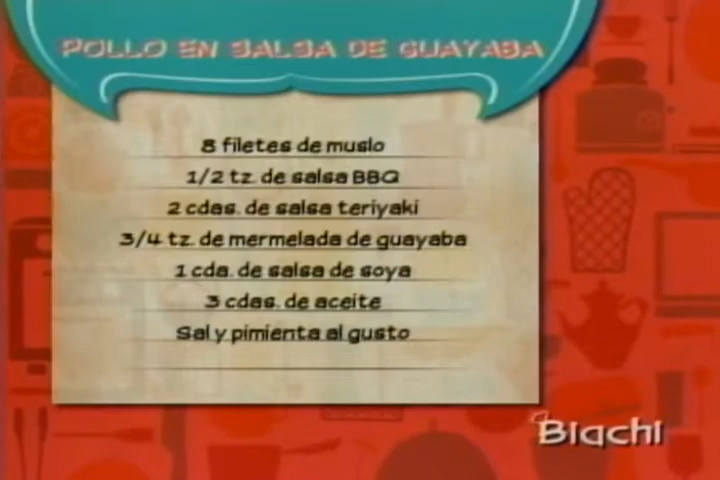 POLLO EN SALSA DE GUAYABA
8 filetes de muslo
1/2 tz. de salsa BBQ
2 cdas. de salsa teriyaki
3/4 tz. de mermelada de guayaba
1 cda. de salsa de soya
3 cdas. de aceite
Sal y pimienta al gusto
Biachi